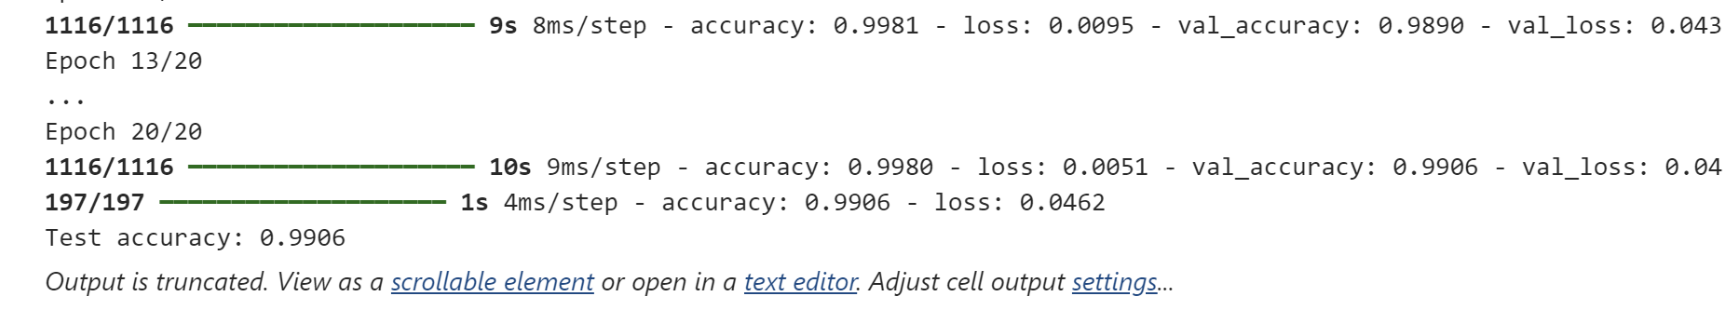 1116/1116 ━━━━━━━━━━━━━━━━━━━━ 9s 8ms/step - accuracy: 0.9981 - loss: 0.0095 - val_accuracy: 0.9890 - val_loss: 0.043
Epoch 13/20
...
Epoch 20/20
1116/1116 ━━━━━━━━━━━━━━━━━━━━ 10s 9ms/step - accuracy: 0.9980 - loss: 0.0051 - val_accuracy: 0.9906 - val_loss: 0.04
197/197 ━━━━━━━━━━━━━━━━━━━━ 1s 4ms/step - accuracy: 0.9906 - loss: 0.0462
Test accuracy: 0.9906
Output is truncated. View as a scrollable element or open in a text editor. Adjust cell output settings...